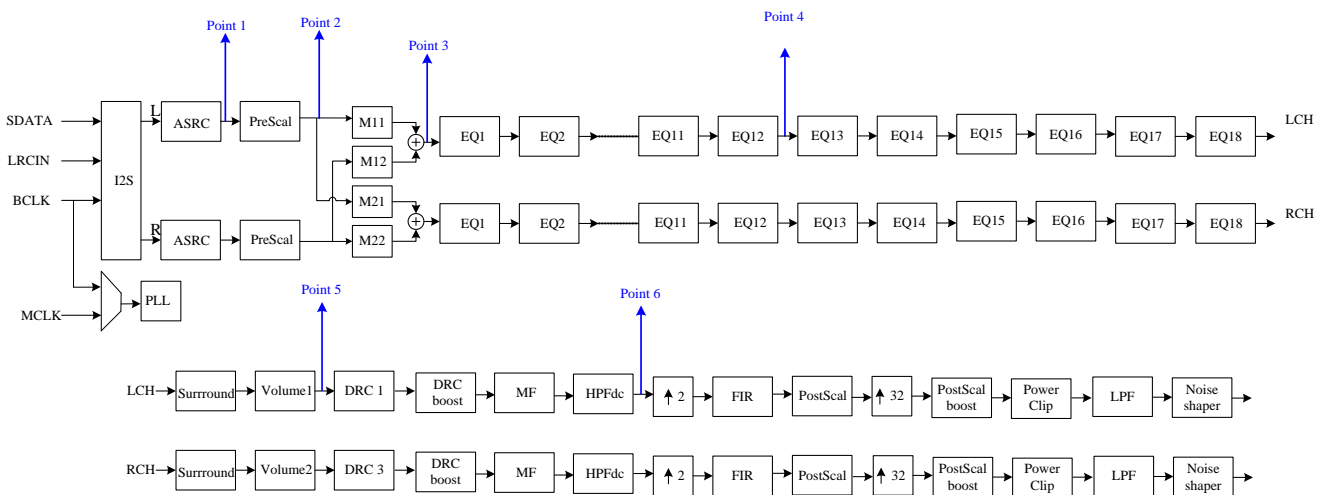 Point 1
Point 2
Point 3
Point 4
SDATA
LRCIN
BCLK
MCLK
I2S
L
ASRC
PreScal
M11
M12
EQ1
EQ2
EQ11
EQ12
EQ13
EQ14
EQ15
EQ16
EQ17
EQ18
LCH
R
ASRC
PreScal
M21
M22
EQ1
EQ2
EQ11
EQ12
EQ13
EQ14
EQ15
EQ16
EQ17
EQ18
RCH
PLL
Point 5
Point 6
LCH
Surrround
Volume1
DRC 1
DRC
boost
MF
HPFdc
2
FIR
PostScal
32
PostScal
boost
Power
Clip
LPF
Noise
shaper
RCH
Surrround
Volume2
DRC 3
DRC
boost
MF
HPFdc
2
FIR
PostScal
32
PostScal
boost
Power
Clip
LPF
Noise
shaper